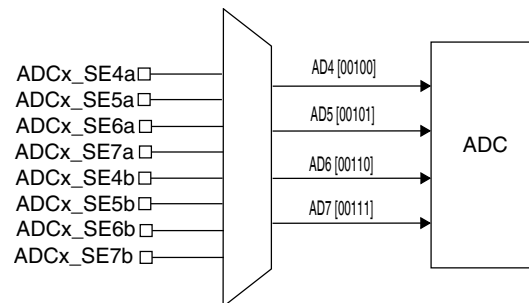 ADCx_SE4a
ADCx_SE5a
ADCx_SE6a
ADCx_SE7a
ADCx_SE4b
ADCx_SE5b
ADCx_SE6b
ADCx_SE7b
AD4 [00100]
AD5 [00101]
AD6 [00110]
AD7 [00111]
ADC